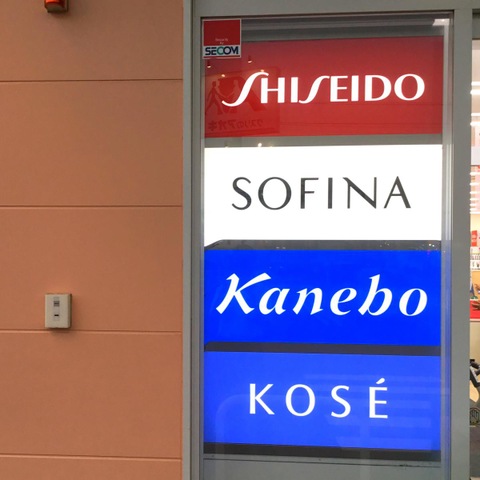 SECOM
SHISEIDO
SOFINA
Kanebo
KOSÉ